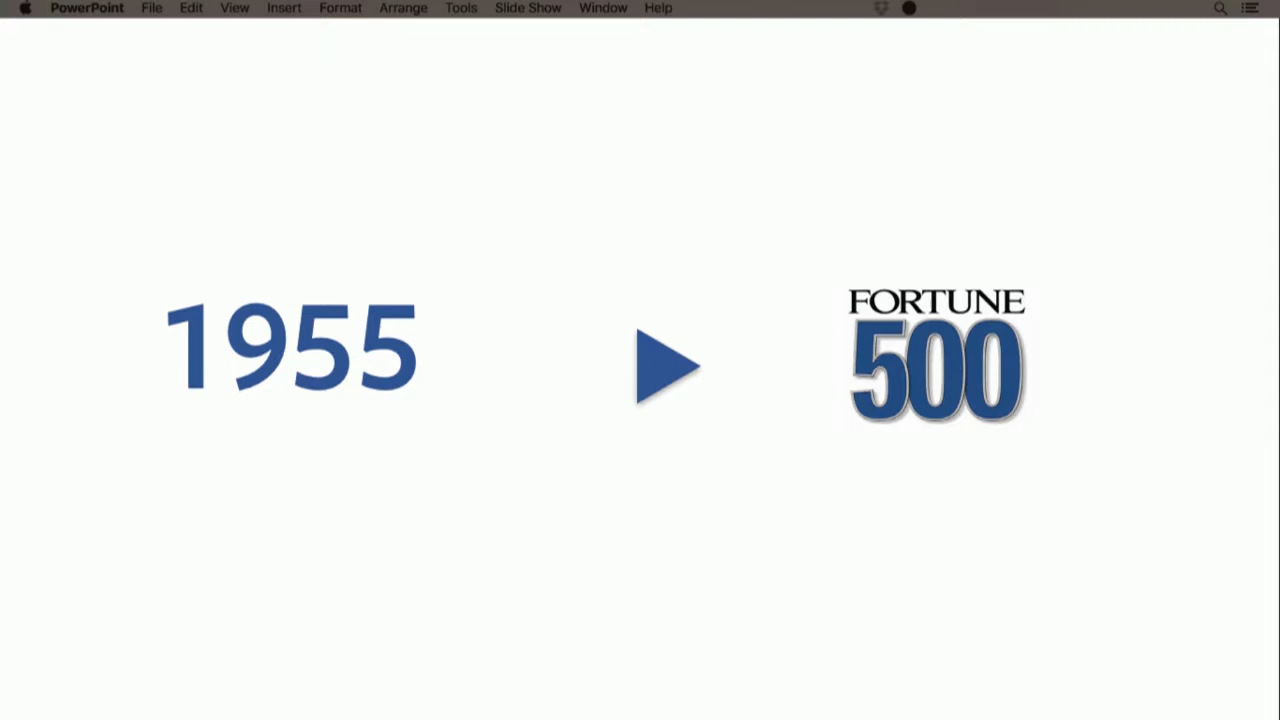 PowerPoint File Edit View Insert Format Arrange Tools Slide Show Window Help
1955
FORTUNE
500